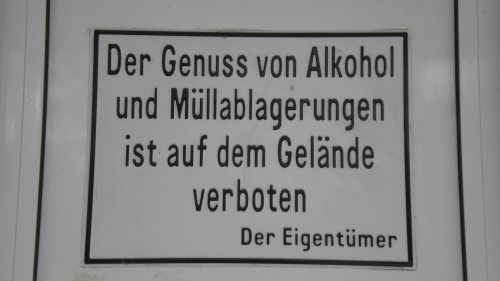 Der Genuss von Alkohol
und Müllablagerungen
ist auf dem Gelände
verboten
Der Eigentümer